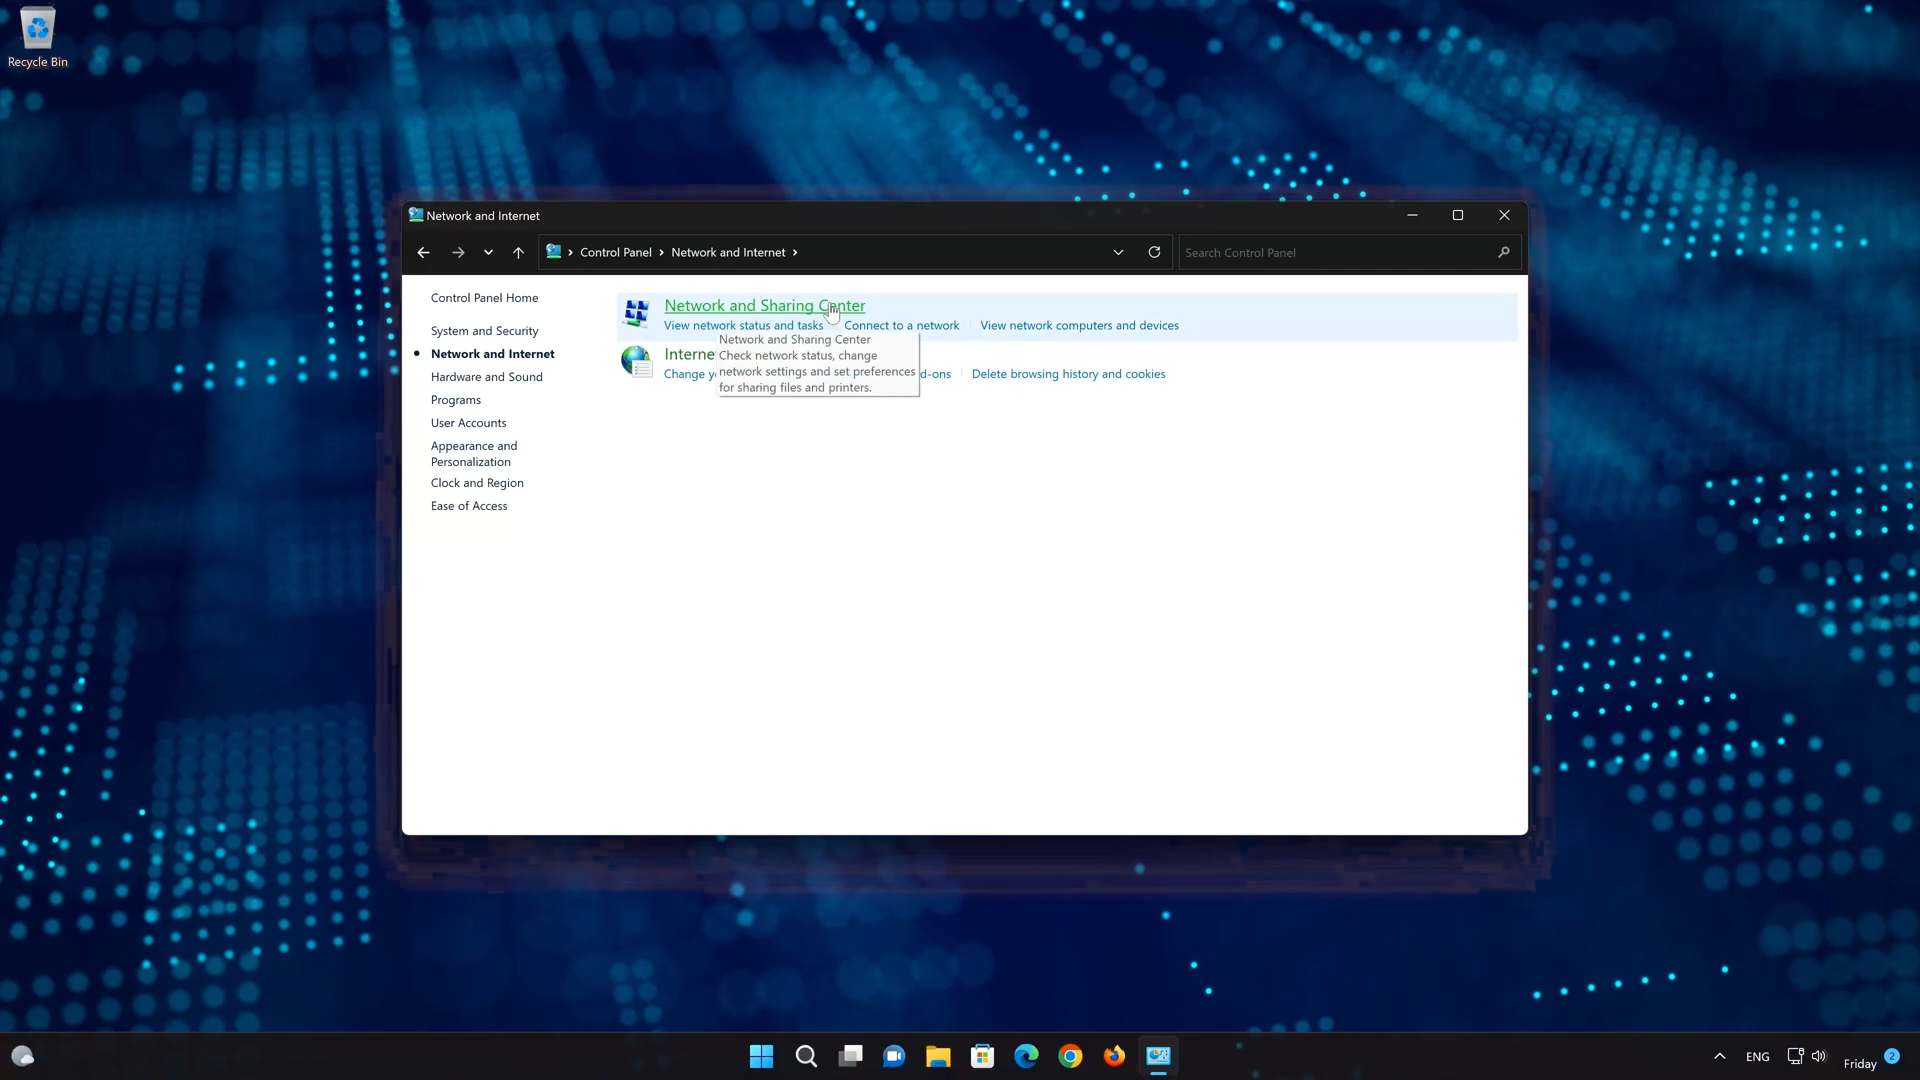 Recycle Bin
Network and Internet
Control Panel Network and Internet
Search Control Panel
Control Panel Home
System and Security
Network and Internet
Hardware and Sound
Programs
User Accounts
Appearance and
Personalization
Clock and Region
Ease of Access
Network and Sharing Center
View network status and tasks Connect to a network View network computers and devices
Interne
Change y d-ons Delete browsing history and cookies
Network and Sharing Center
Check network status, change
network settings and set preferences
for sharing files and printers.
ENG
Friday 2